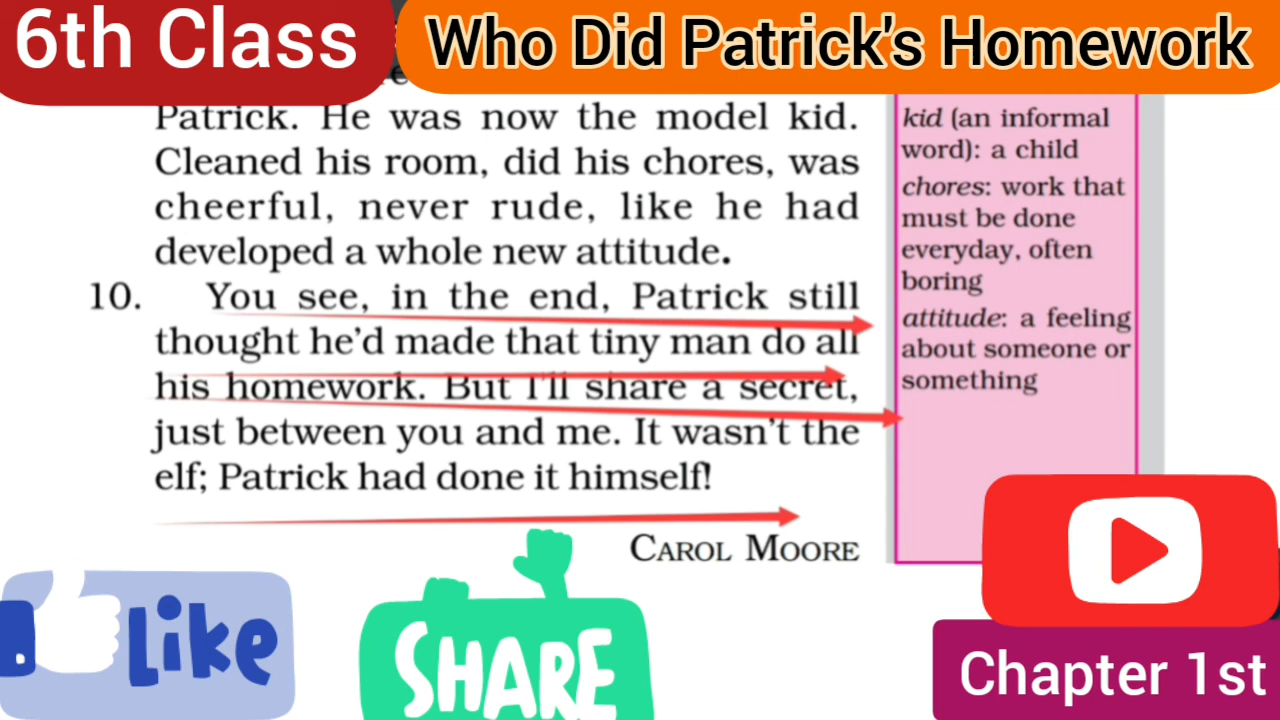 6th Class
Who Did Patrick's Homework
Patrick. He was now the model kid.
Cleaned his room, did his chores, was
cheerful, never rude, like he had
developed a whole new attitude.
10. You see, in the end, Patrick still
thought he'd made that tiny man do all
his homework. But I'll share a secret,
just between you and me. It wasn't the
elf; Patrick had done it himself!
CAROL MOORE
kid (an informal
word): a child
chores: work that
must be done
everyday, often
boring
attitude: a feeling
about someone or
something
Like
SHARE
Chapter 1st